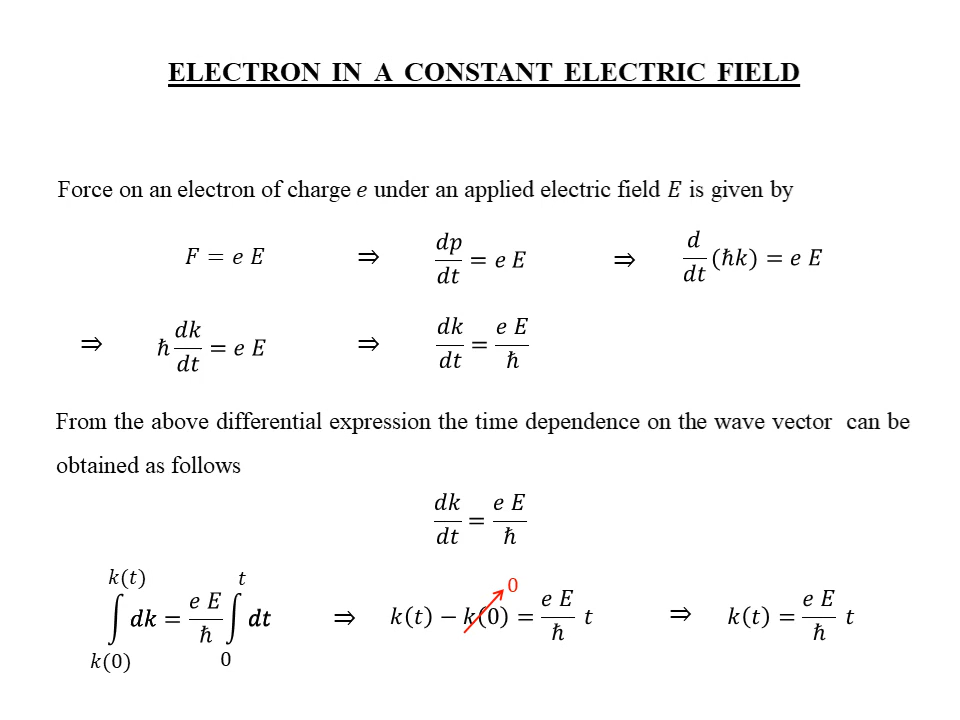 ELECTRON IN A CONSTANT ELECTRIC FIELD
Force on an electron of charge e under an applied electric field E is given by
F = e E ⇒ dp/dt = e E ⇒ d/dt (ħk) = e E
⇒ ħ dk/dt = e E ⇒ dk/dt = e E/ħ
From the above differential expression the time dependence on the wave vector can be
obtained as follows
dk/dt = e E/ħ
∫_{k(0)}^{k(t)} dk = e E/ħ ∫_0^t dt ⇒ k(t) − k(0) 0 = e E/ħ t ⇒ k(t) = e E/ħ t